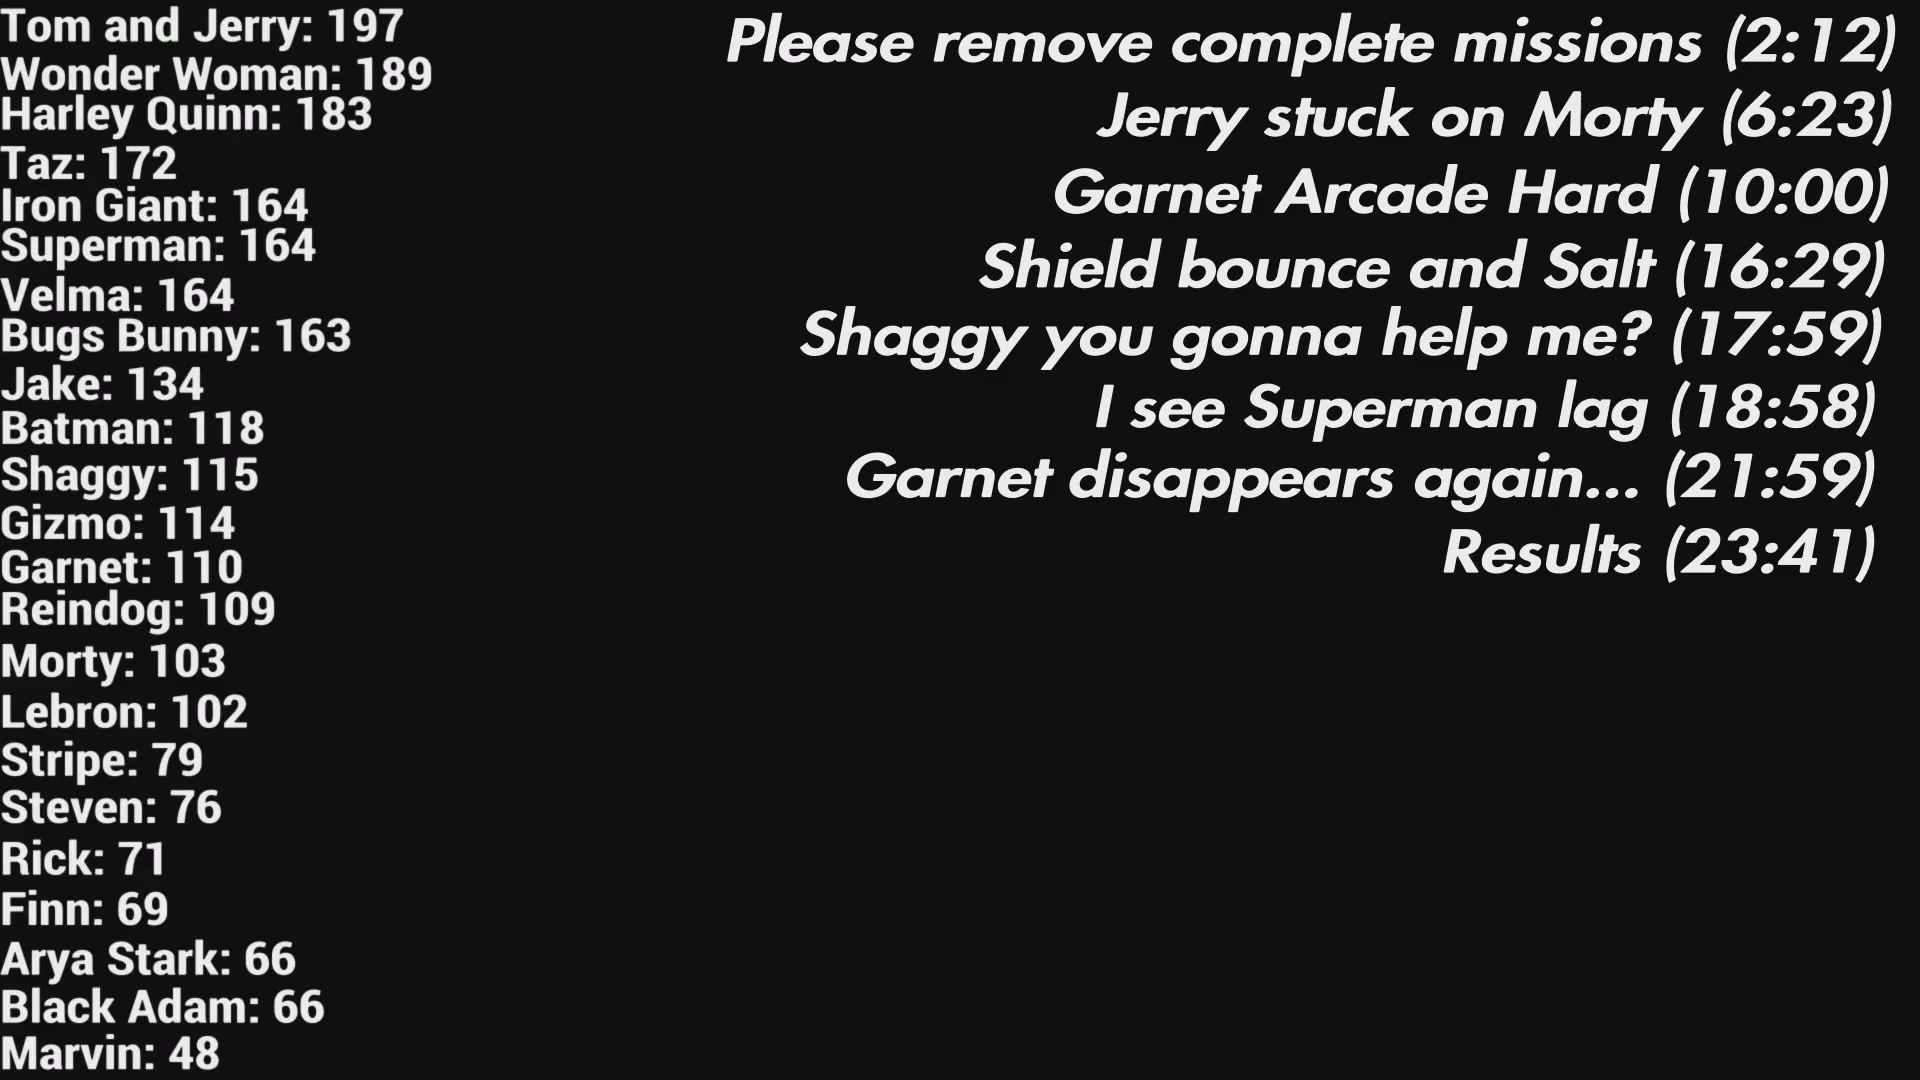 Tom and Jerry: 197
Wonder Woman: 189
Harley Quinn: 183
Taz: 172
Iron Giant: 164
Superman: 164
Velma: 164
Bugs Bunny: 163
Jake: 134
Batman: 118
Shaggy: 115
Gizmo: 114
Garnet: 110
Reindog: 109
Morty: 103
Lebron: 102
Stripe: 79
Steven: 76
Rick: 71
Finn: 69
Arya Stark: 66
Black Adam: 66
Marvin: 48
Please remove complete missions (2:12)
Jerry stuck on Morty (6:23)
Garnet Arcade Hard (10:00)
Shield bounce and Salt (16:29)
Shaggy you gonna help me? (17:59)
I see Superman lag (18:58)
Garnet disappears again... (21:59)
Results (23:41)